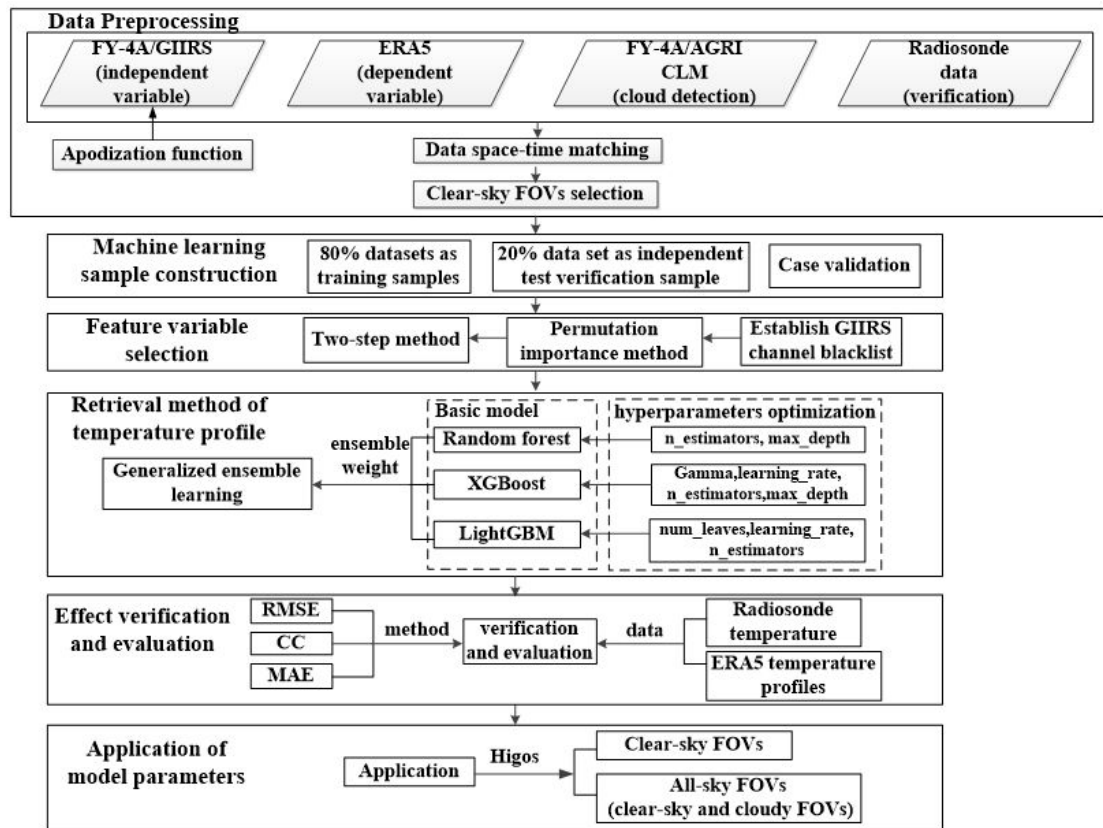 Data Preprocessing
FY-4A/GIIRS
(independent
variable)
ERA5
(dependent
variable)
FY-4A/AGRI
CLM
(cloud detection)
Radiosonde
data
(verification)
Apodization function
Data space-time matching
Clear-sky FOVs selection
Machine learning
sample construction
80% datasets as
training samples
20% data set as independent
test verification sample
Case validation
Feature variable
selection
Two-step method
Permutation
importance method
Establish GIIRS
channel blacklist
Retrieval method of
temperature profile
Generalized ensemble
learning
ensemble
weight
Basic model
Random forest
XGBoost
LightGBM
hyperparameters optimization
n_estimators, max_depth
Gamma,learning_rate,
n_estimators,max_depth
num_leaves,learning_rate,
n_estimators
Effect verification
and evaluation
RMSE
CC
MAE
method
verification
and evaluation
data
Radiosonde
temperature
ERA5 temperature
profiles
Application of
model parameters
Application
Higos
Clear-sky FOVs
All-sky FOVs
(clear-sky and cloudy FOVs)